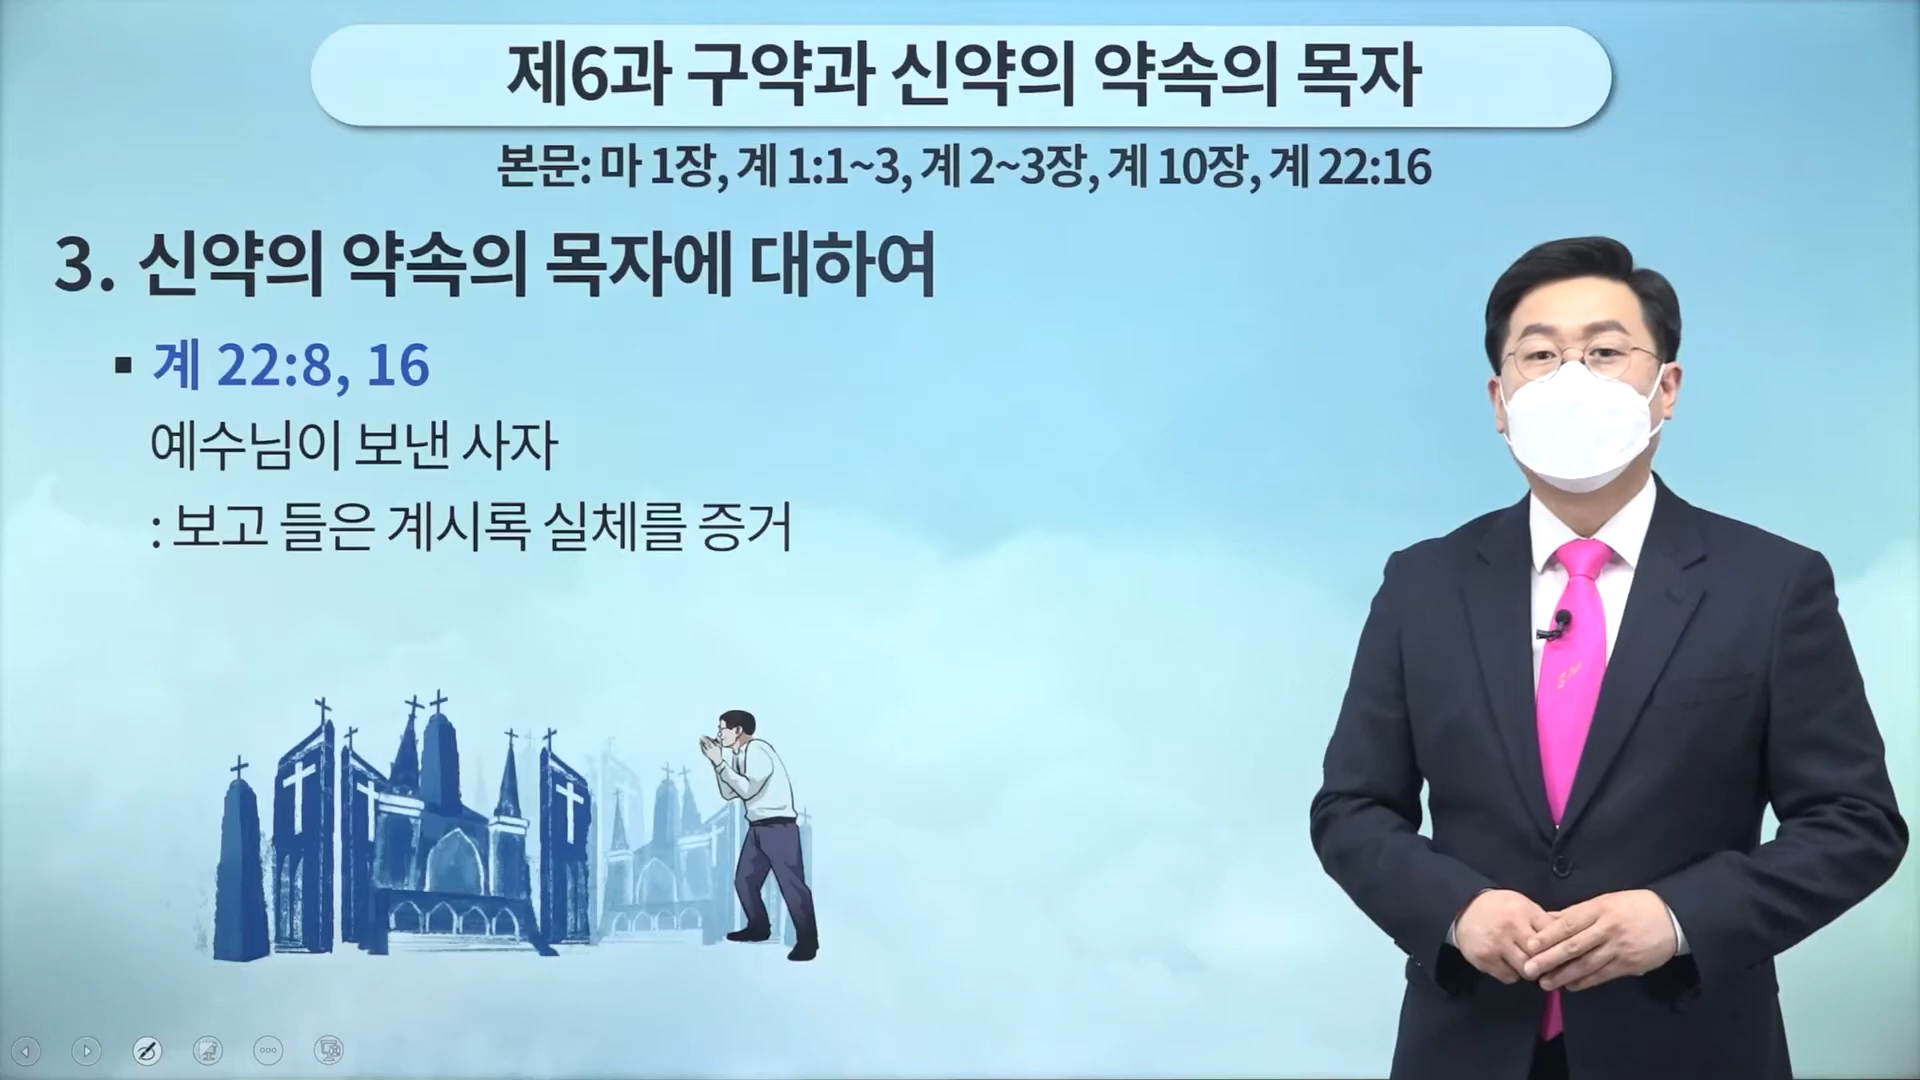 제6과 구약과 신약의 약속의 목자
본문: 마 1장, 계 1:1~3, 계 2~3장, 계 10장, 계 22:16
3. 신약의 약속의 목자에 대하여
▪ 계 22:8, 16
예수님이 보낸 사자
: 보고 들은 계시록 실체를 증거